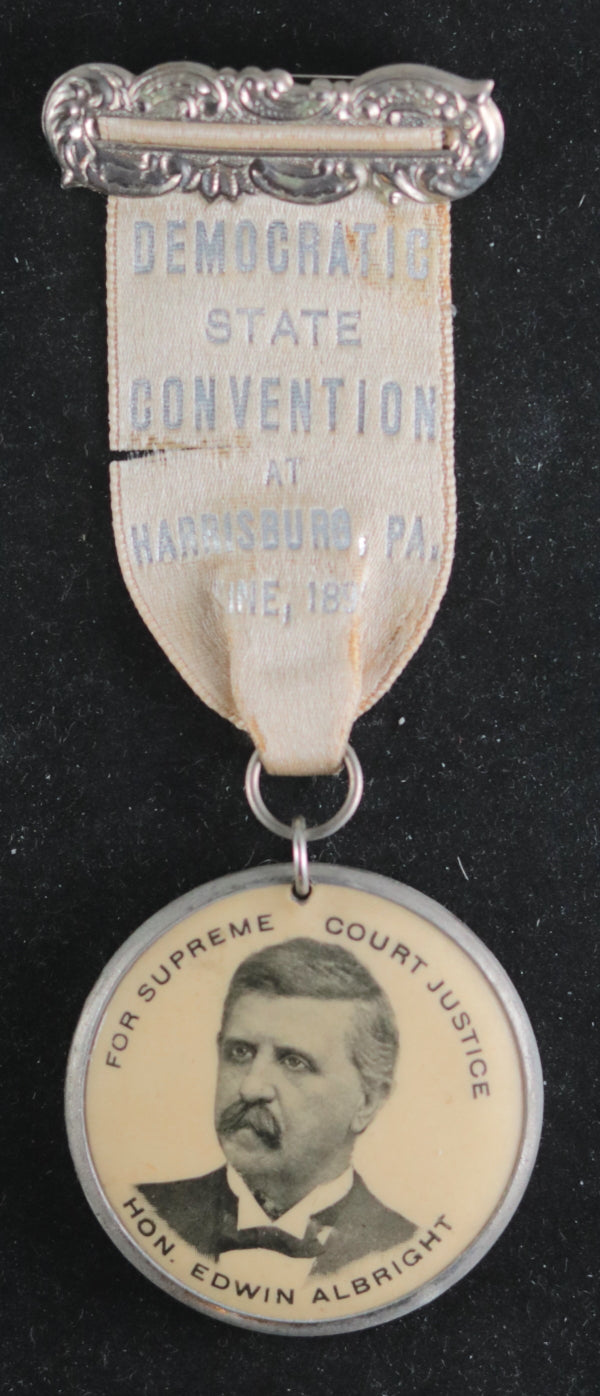 DEMOCRATIC
STATE
CONVENTION
AT
HARRISBURG, PA.
FOR SUPREME COURT JUSTICE
HON. EDWIN ALBRIGHT